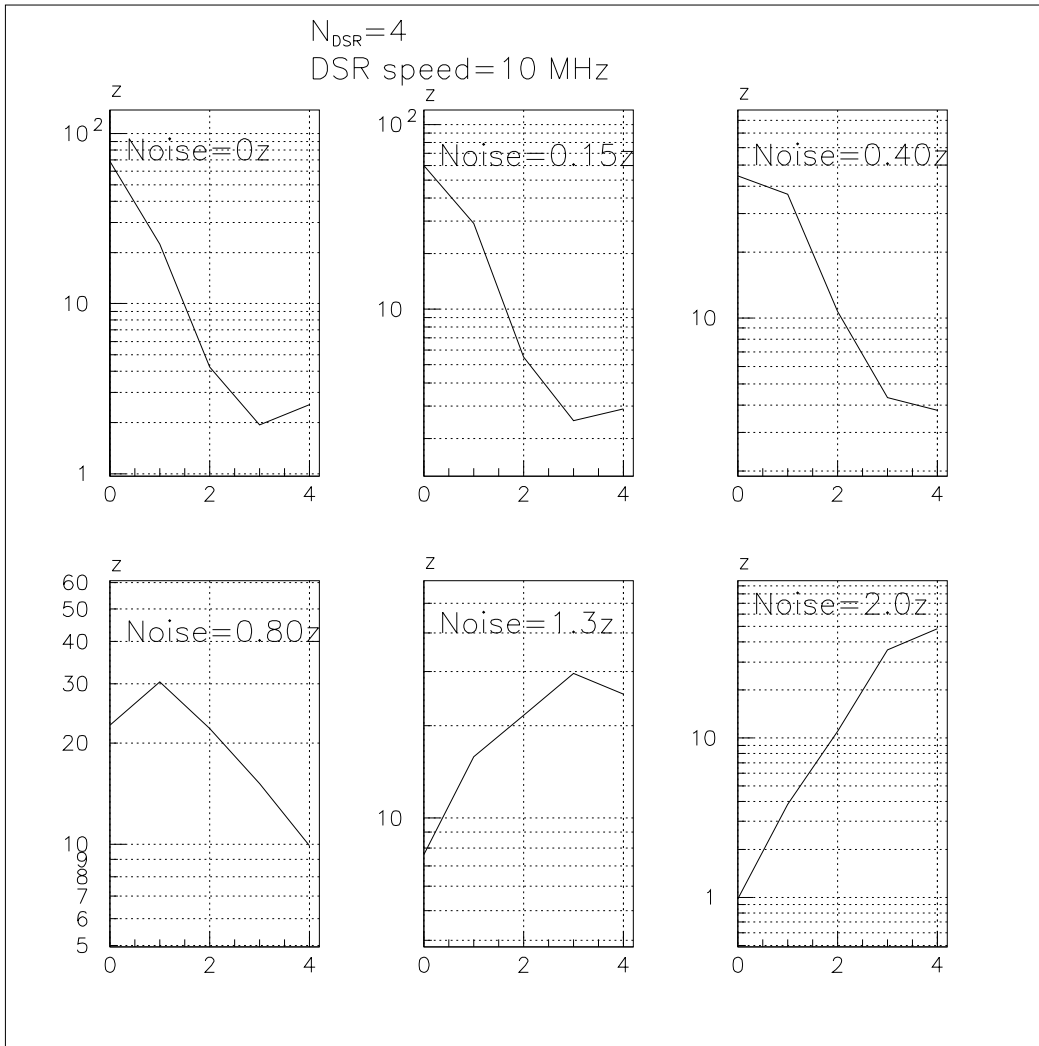 N_DSR=4
DSR speed=10 MHz
z
z
z
Noise=0z
Noise=0.15z
Noise=0.40z
10^2
10
1
0 2 4
10^2
10
0 2 4
10
0 2 4
z
z
z
Noise=0.80z
Noise=1.3z
Noise=2.0z
60
50
40
30
20
10
9
8
7
6
5
0 2 4
10
0 2 4
10
1
0 2 4